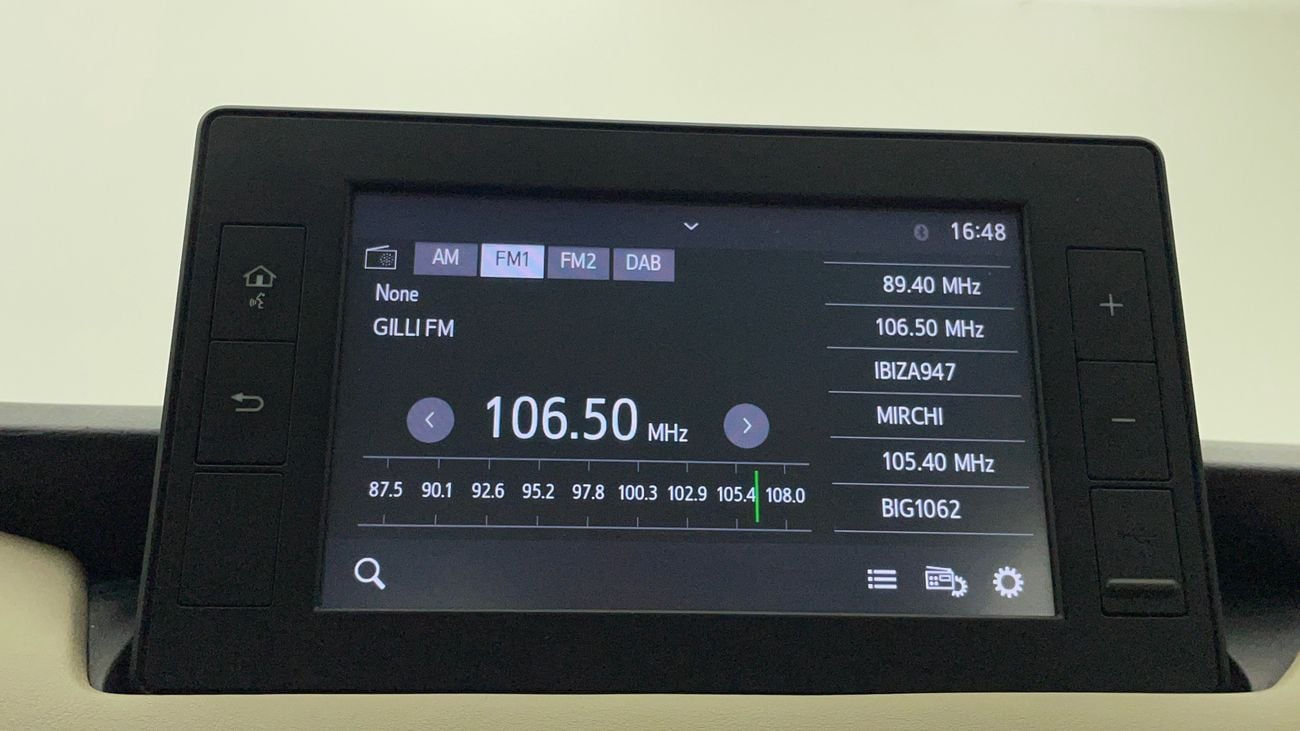 16:48
AM FM1 FM2 DAB
None
GILLI FM
106.50 MHz
87.5 90.1 92.6 95.2 97.8 100.3 102.9 105.4 108.0
89.40 MHz
106.50 MHz
IBIZA947
MIRCHI
105.40 MHz
BIG1062
+
−